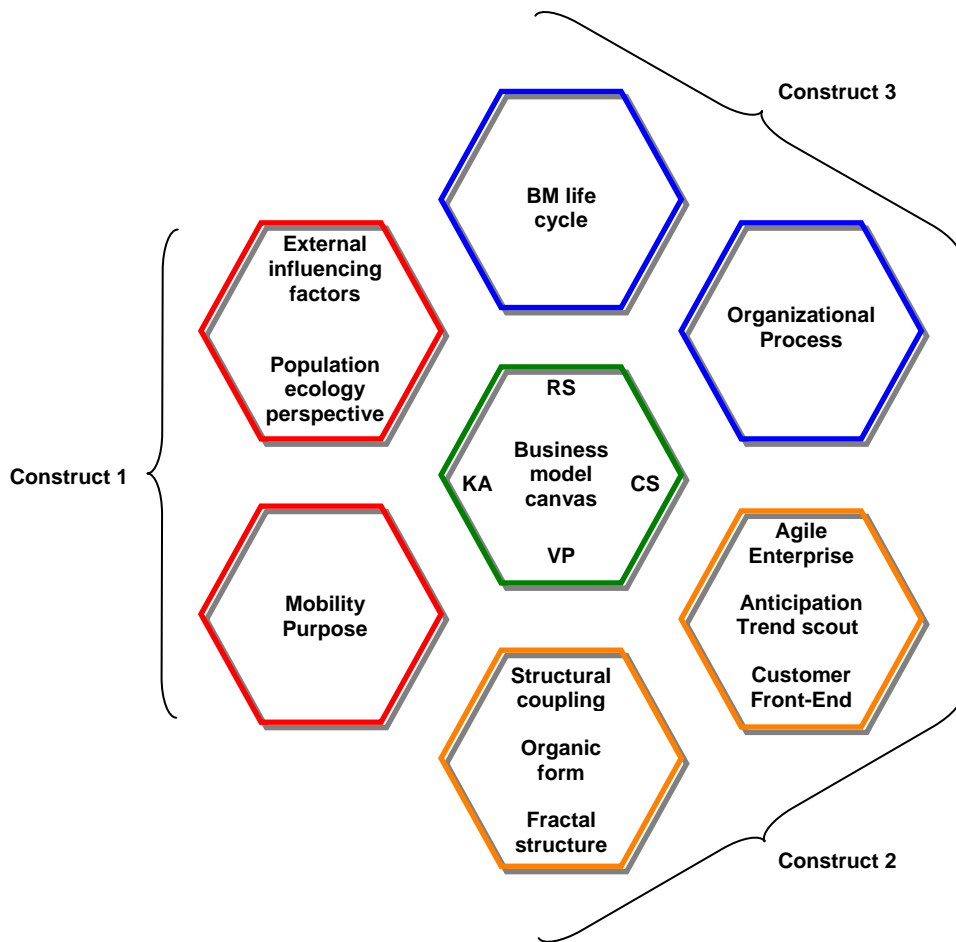 Construct 3
BM life
cycle
External
influencing
factors
Population
ecology
perspective
Organizational
Process
Construct 1
RS
Business
model
canvas
KA
CS
VP
Mobility
Purpose
Agile
Enterprise
Anticipation
Trend scout
Customer
Front-End
Structural
coupling
Organic
form
Fractal
structure
Construct 2